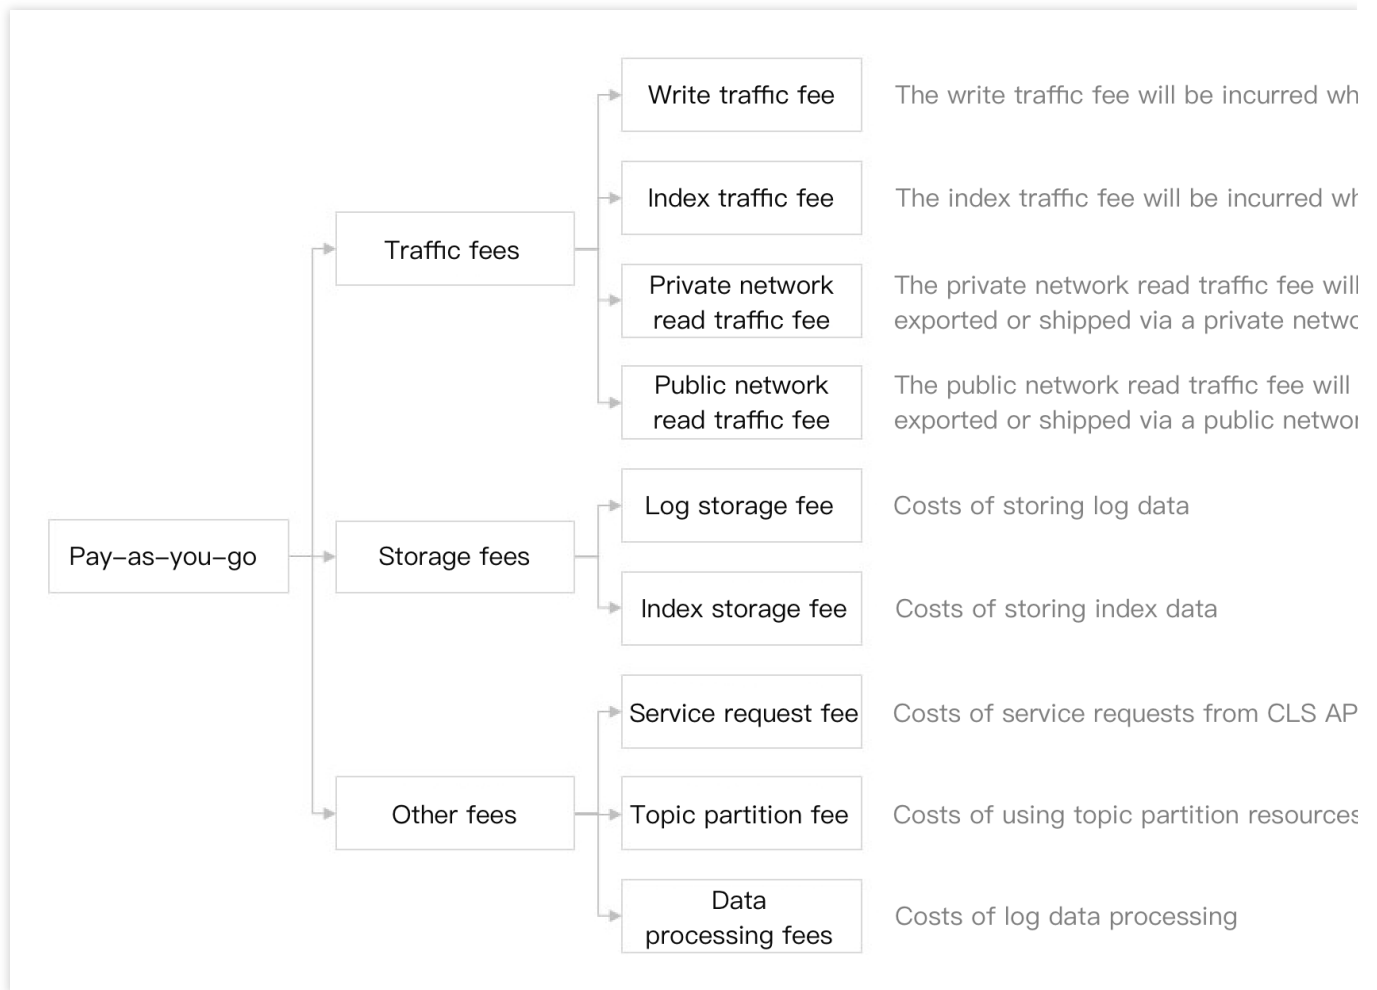 Write traffic fee
The write traffic fee will be incurred
Index traffic fee
The index traffic fee will be incurred
Traffic fees
Private network
read traffic fee
The private network read traffic fee will
exported or shipped via a private
Public network
read traffic fee
The public network read traffic fee will
exported or shipped via a public
Log storage fee
Costs of storing log data
Pay-as-you-go
Storage fees
Index storage fee
Costs of storing index data
Service request fee
Costs of service requests from CLS
Other fees
Topic partition fee
Costs of using topic partition resources
Data
processing fees
Costs of log data processing